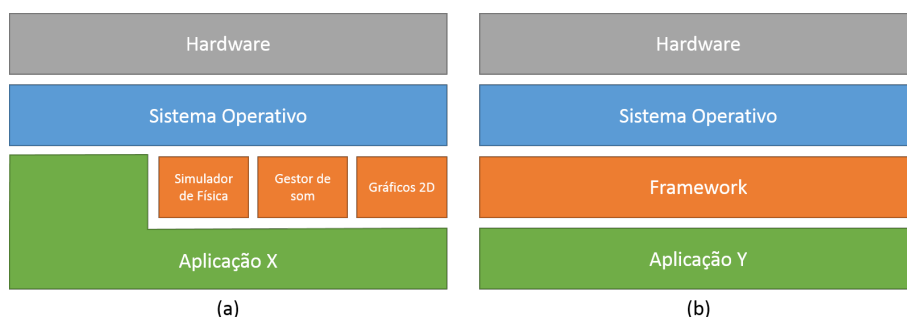 Hardware
Sistema Operativo
Simulador
de Física
Gestor de
som
Gráficos 2D
Aplicação X
(a)
Hardware
Sistema Operativo
Framework
Aplicação Y
(b)